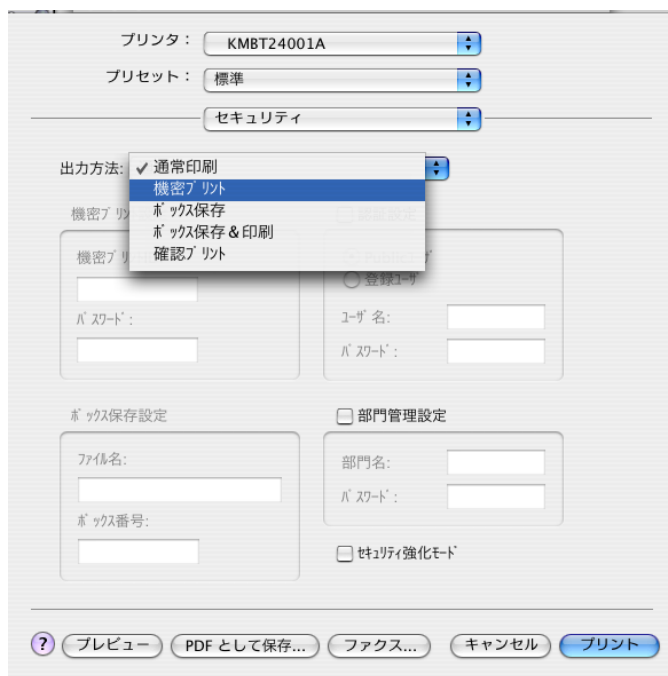 プリンタ： KMBT24001A
プリセット： 標準
セキュリティ
出力方法: ✓ 通常印刷
機密ﾌﾟﾘﾝﾄ
ﾎﾞｯｸｽ保存
ﾎﾞｯｸｽ保存＆印刷
確認ﾌﾟﾘﾝﾄ
機密ﾌﾟﾘﾝ
機密ﾌﾟﾘ
ﾊﾟｽﾜｰﾄﾞ:
登録ﾕｰｻﾞ
ﾕｰｻﾞ名:
ﾊﾟｽﾜｰﾄﾞ:
ﾎﾞｯｸｽ保存設定
ﾌｧｲﾙ名:
ﾎﾞｯｸｽ番号:
部門管理設定
部門名:
ﾊﾟｽﾜｰﾄﾞ:
ｾｷｭﾘﾃｨ強化ﾓｰﾄﾞ
? プレビュー PDF として保存... ファクス... キャンセル プリント